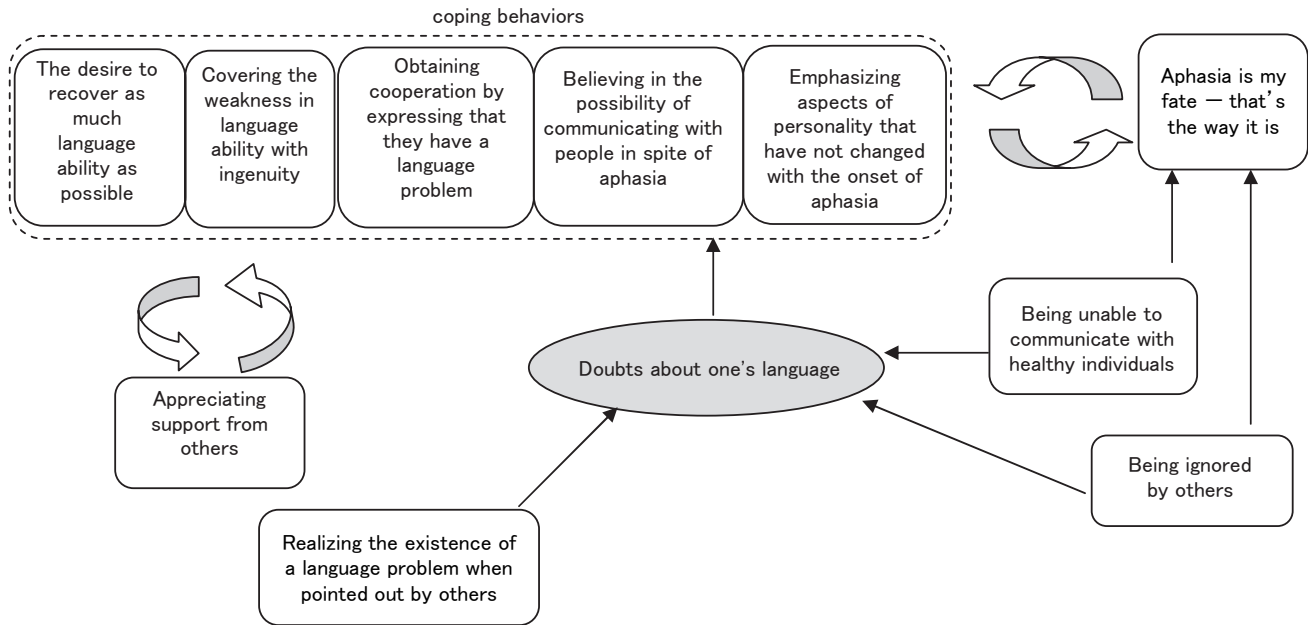 coping behaviors
The desire to
recover as
much
language
ability as
possible
Covering the
weakness in
language
ability with
ingenuity
Obtaining
cooperation by
expressing that
they have a
language
problem
Believing in the
possibility of
communicating with
people in spite of
aphasia
Emphasizing
aspects of
personality that
have not changed
with the onset of
aphasia
Aphasia is my
fate — that's
the way it is
Being unable to
communicate with
healthy individuals
Doubts about one's language
Appreciating
support from
others
Being ignored
by others
Realizing the existence of
a language problem when
pointed out by others